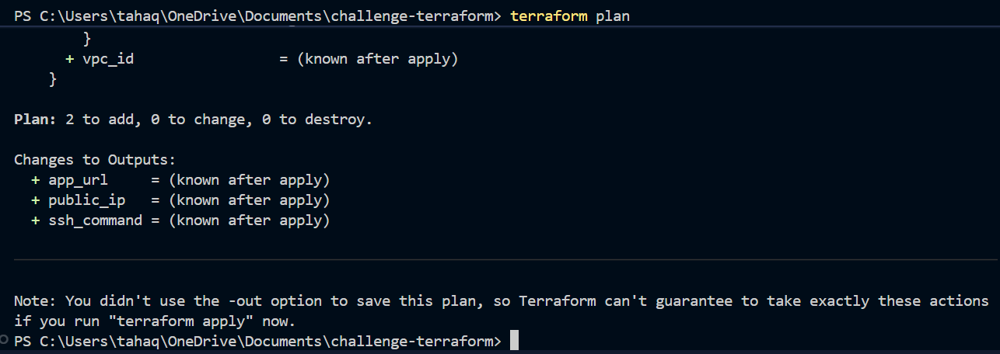 PS C:\Users\tahaq\OneDrive\Documents\challenge-terraform> terraform plan
}
+ vpc_id = (known after apply)
}
Plan: 2 to add, 0 to change, 0 to destroy.
Changes to Outputs:
+ app_url = (known after apply)
+ public_ip = (known after apply)
+ ssh_command = (known after apply)
Note: You didn't use the -out option to save this plan, so Terraform can't guarantee to take exactly these actions
if you run "terraform apply" now.
PS C:\Users\tahaq\OneDrive\Documents\challenge-terraform>